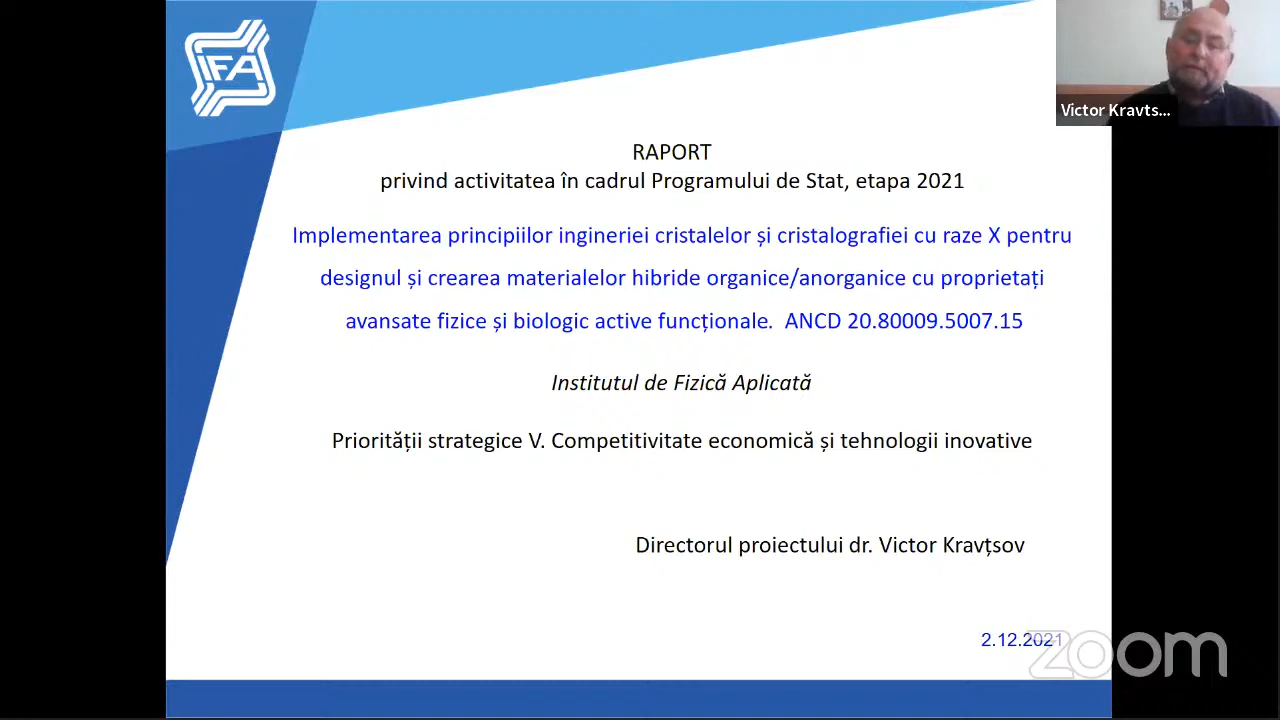 IFA
Victor Kravts...
RAPORT
privind activitatea în cadrul Programului de Stat, etapa 2021
Implementarea principiilor ingineriei cristalelor și cristalografiei cu raze X pentru
designul și crearea materialelor hibride organice/anorganice cu proprietați
avansate fizice și biologic active funcționale. ANCD 20.80009.5007.15
Institutul de Fizică Aplicată
Priorității strategice V. Competitivitate economică și tehnologii inovative
Directorul proiectului dr. Victor Kravțsov
2.12.2021
zoom